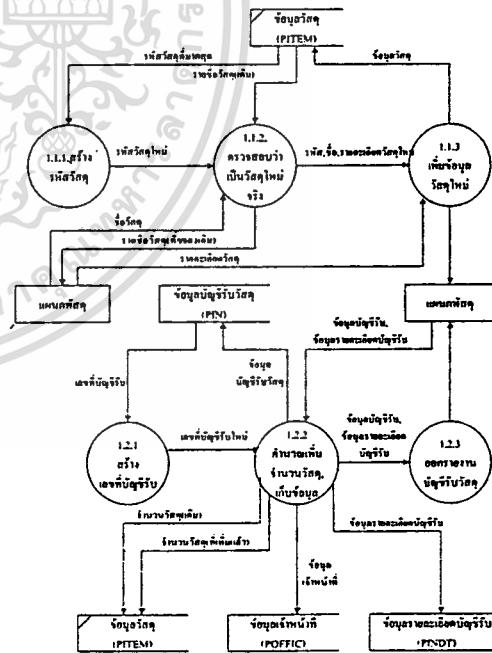 ข้อมูลวัสดุ
(PITEM)
รหัสวัสดุที่มากสุด
รายชื่อวัสดุ(เดิม)
ข้อมูลวัสดุ
1.1.1.สร้าง
รหัสวัสดุ
รหัสวัสดุใหม่
1.1.2.
ตรวจสอบว่า
เป็นวัสดุใหม่
จริง
รหัส,ชื่อ,รายละเอียดวัสดุใหม่
1.1.3
เพิ่มข้อมูล
วัสดุใหม่
ชื่อวัสดุ
รายชื่อวัสดุ(ที่ของเดิม)
รายละเอียดวัสดุ
แผนกพัสดุ
ข้อมูลบัญชีรับวัสดุ
(PIN)
แผนกพัสดุ
ข้อมูลบัญชีรับ,
ข้อมูลรายละเอียดบัญชีรับ
เลขที่บัญชีรับ
ข้อมูล
บัญชีรับวัสดุ
1.2.1
สร้าง
เลขที่บัญชีรับ
เลขที่บัญชีรับใหม่
1.2.2
คำนวณเพิ่ม
จำนวนวัสดุ,
เก็บข้อมูล
ข้อมูลบัญชีรับ,
ข้อมูลรายละเอียด
บัญชีรับ
1.2.3
ออกรายงาน
บัญชีรับวัสดุ
จำนวนวัสดุ(เดิม)
จำนวนวัสดุ(ที่เพิ่มแล้ว)
ข้อมูล
เจ้าหน้าที่
ข้อมูลรายละเอียดบัญชีรับ
ข้อมูลวัสดุ
(PITEM)
ข้อมูลเจ้าหน้าที่
(POFFIC)
ข้อมูลรายละเอียดบัญชีรับ
(PINDT)